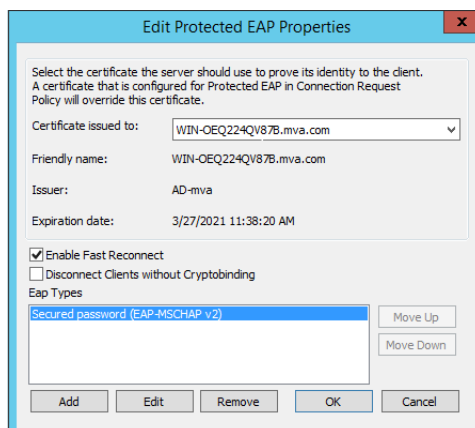 Edit Protected EAP Properties
x
Select the certificate the server should use to prove its identity to the client.
A certificate that is configured for Protected EAP in Connection Request
Policy will override this certificate.
Certificate issued to:
WIN-OEQ224QV87B.mva.com
Friendly name:
WIN-OEQ224QV87B.mva.com
Issuer:
AD-mva
Expiration date:
3/27/2021 11:38:20 AM
Enable Fast Reconnect
Disconnect Clients without Cryptobinding
Eap Types
Secured password (EAP-MSCHAP v2)
Move Up
Move Down
Add
Edit
Remove
OK
Cancel